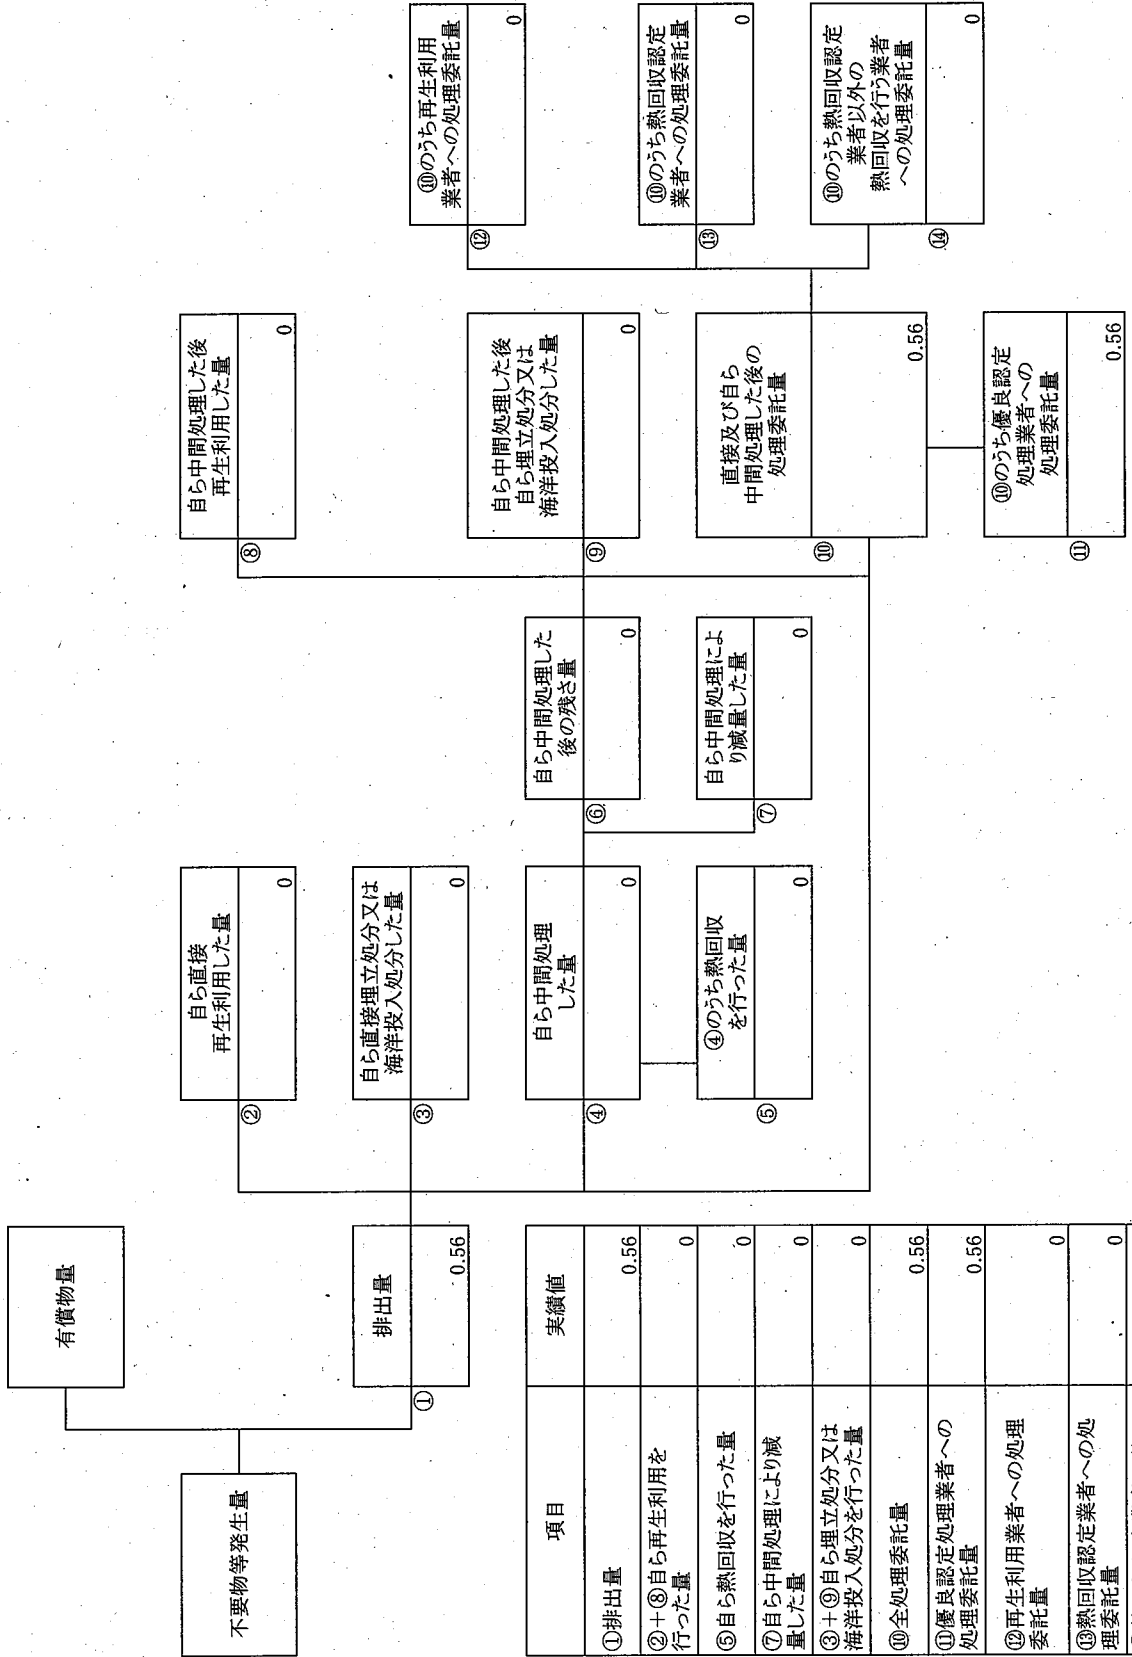 不要物等発生量
有償物量
排出量
①
0.56
自ら直接
再生利用した量
②
0
自ら直接埋立処分又は
海洋投入処分した量
③
0
自ら中間処理
した量
④
0
④のうち熱回収
を行った量
⑤
0
自ら中間処理した
後の残さ量
⑥
0
自ら中間処理によ
り減量した量
⑦
0
自ら中間処理した後
再生利用した量
⑧
0
自ら中間処理した後
自ら埋立処分又は
海洋投入処分した量
⑨
0
直接及び自ら
中間処理した後の
処理委託量
⑩
0.56
⑩のうち優良認定
処理業者への
処理委託量
⑪
0.56
⑩のうち再生利用
業者への処理委託量
⑫
0
⑩のうち熱回収認定
業者への処理委託量
⑬
0
⑩のうち熱回収認定
業者以外の
熱回収を行う業者
への処理委託量
⑭
0
項目 実績値
①排出量 0.56
②+⑧自ら再生利用を
行った量 0
⑤自ら熱回収を行った量 0
⑦自ら中間処理により減
量した量 0
③+⑨自ら埋立処分又は
海洋投入処分を行った量 0
⑩全処理委託量 0.56
⑪優良認定処理業者への
処理委託量 0.56
⑫再生利用業者への処理
委託量 0
⑬熱回収認定業者への処
理委託量 0